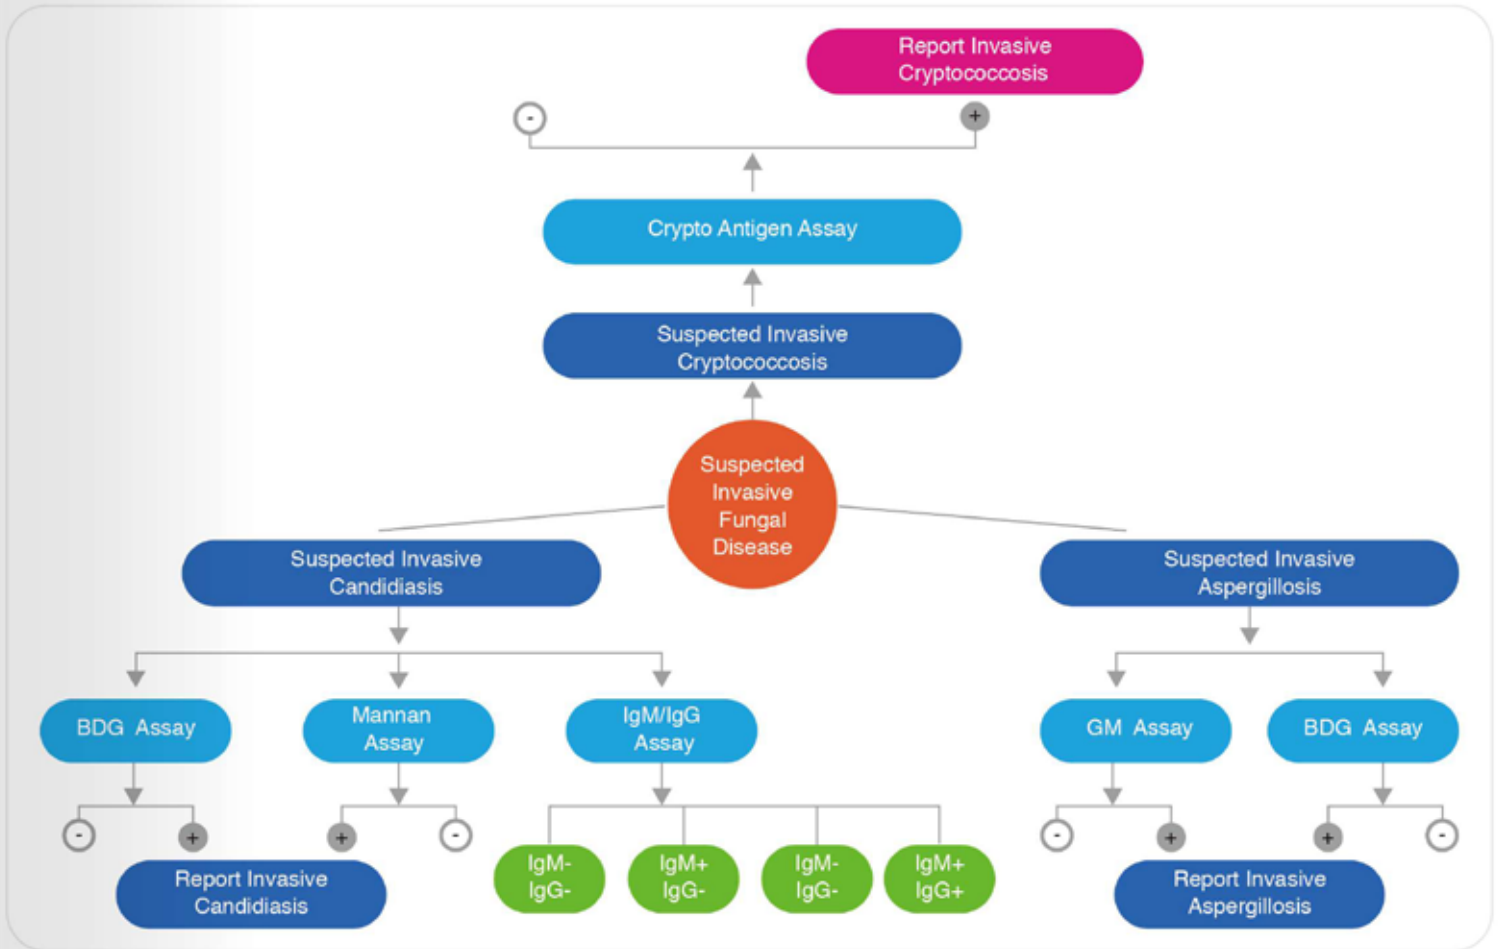 Report Invasive
Cryptococcosis
-
+
Crypto Antigen Assay
Suspected Invasive
Cryptococcosis
Suspected
Invasive
Fungal
Disease
Suspected Invasive
Candidiasis
Suspected Invasive
Aspergillosis
BDG Assay
Mannan
Assay
IgM/IgG
Assay
GM Assay
BDG Assay
-
+
+
-
-
+
+
-
IgM-
IgG-
IgM+
IgG-
IgM-
IgG-
IgM+
IgG+
Report Invasive
Candidiasis
Report Invasive
Aspergillosis